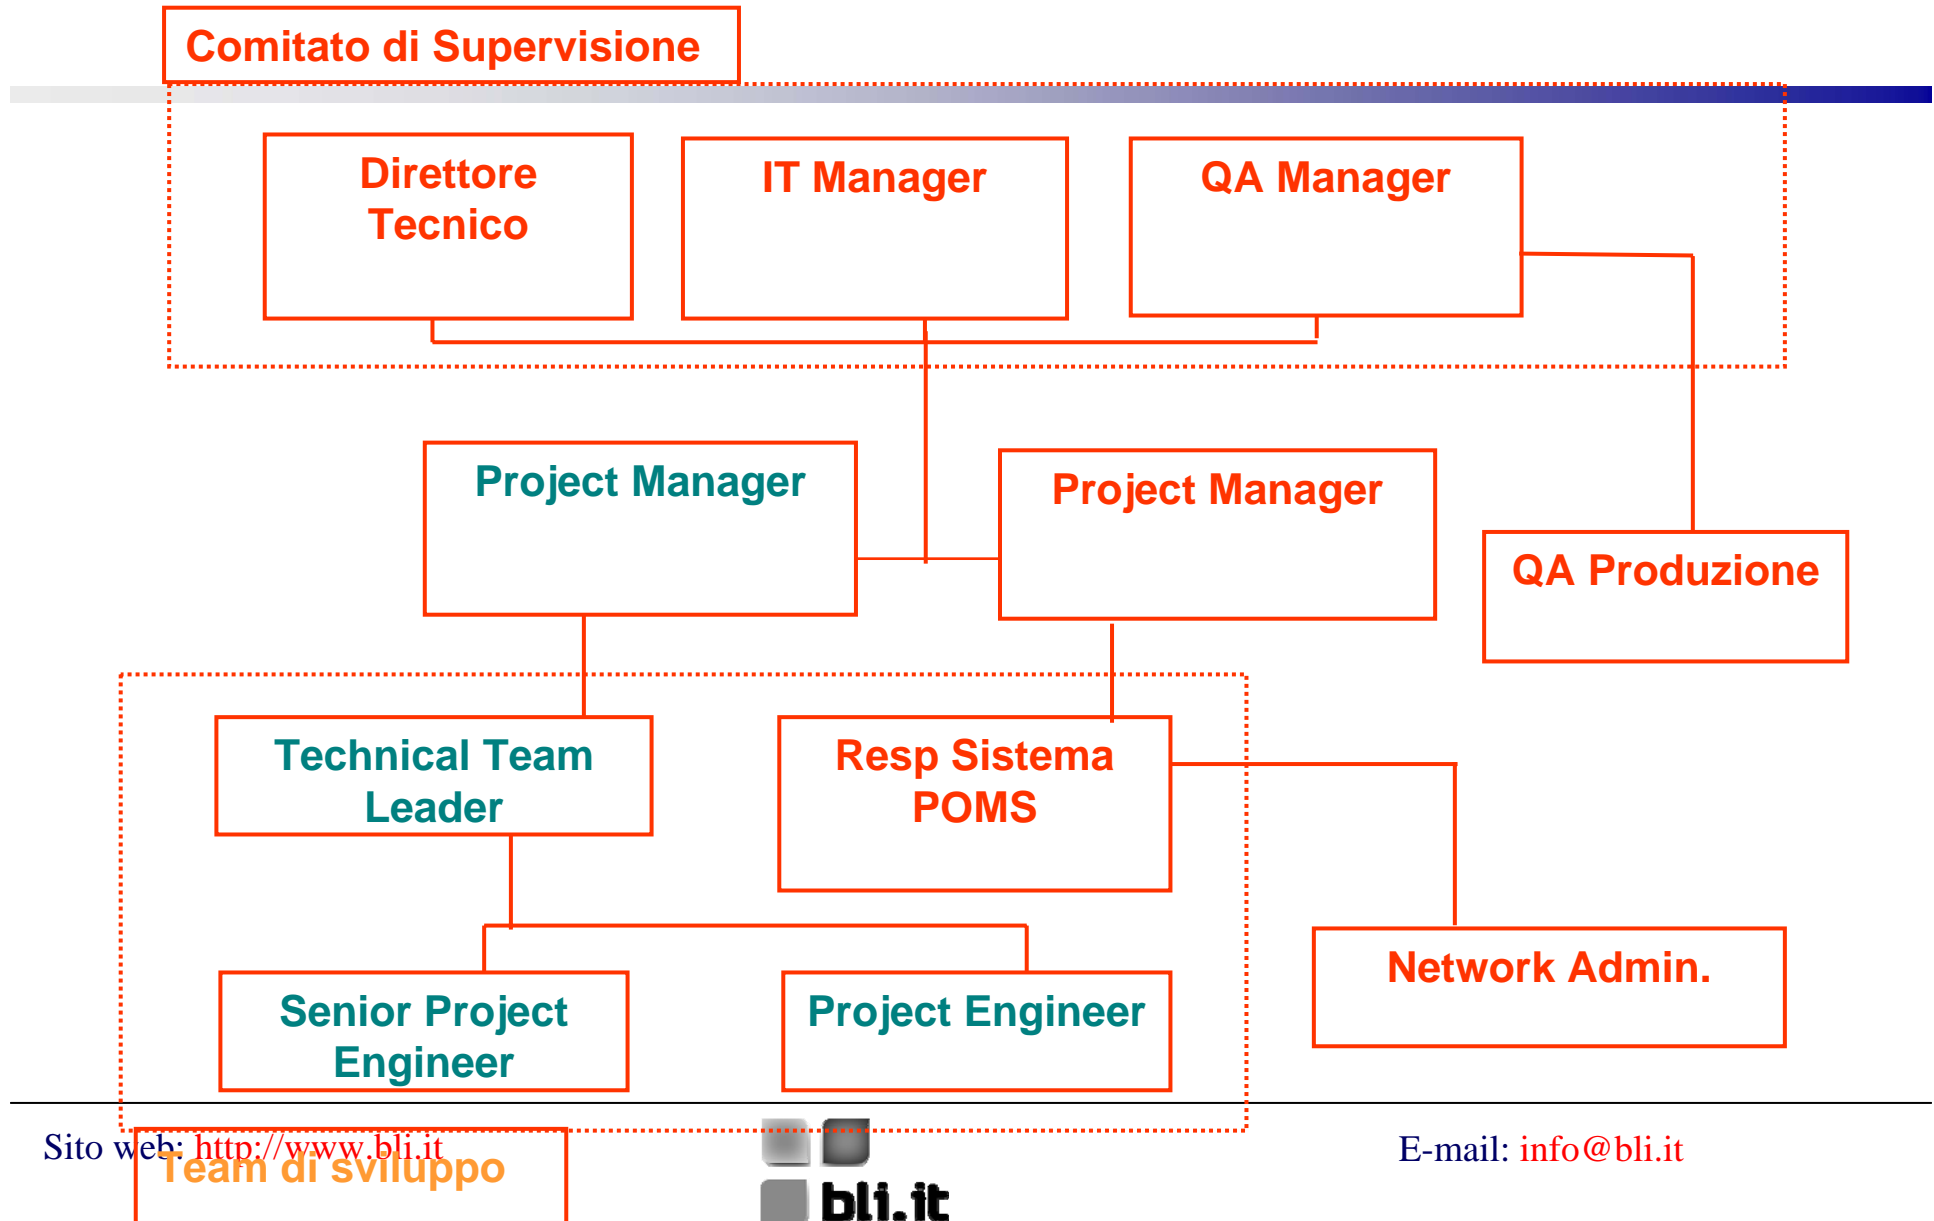 Comitato di Supervisione
Direttore
Tecnico
IT Manager
QA Manager
Project Manager
Project Manager
QA Produzione
Technical Team
Leader
Resp Sistema
POMS
Network Admin.
Senior Project
Engineer
Project Engineer
Sito web: http://www.bli.it
E-mail: info@bli.it
Team di sviluppo
bli.it